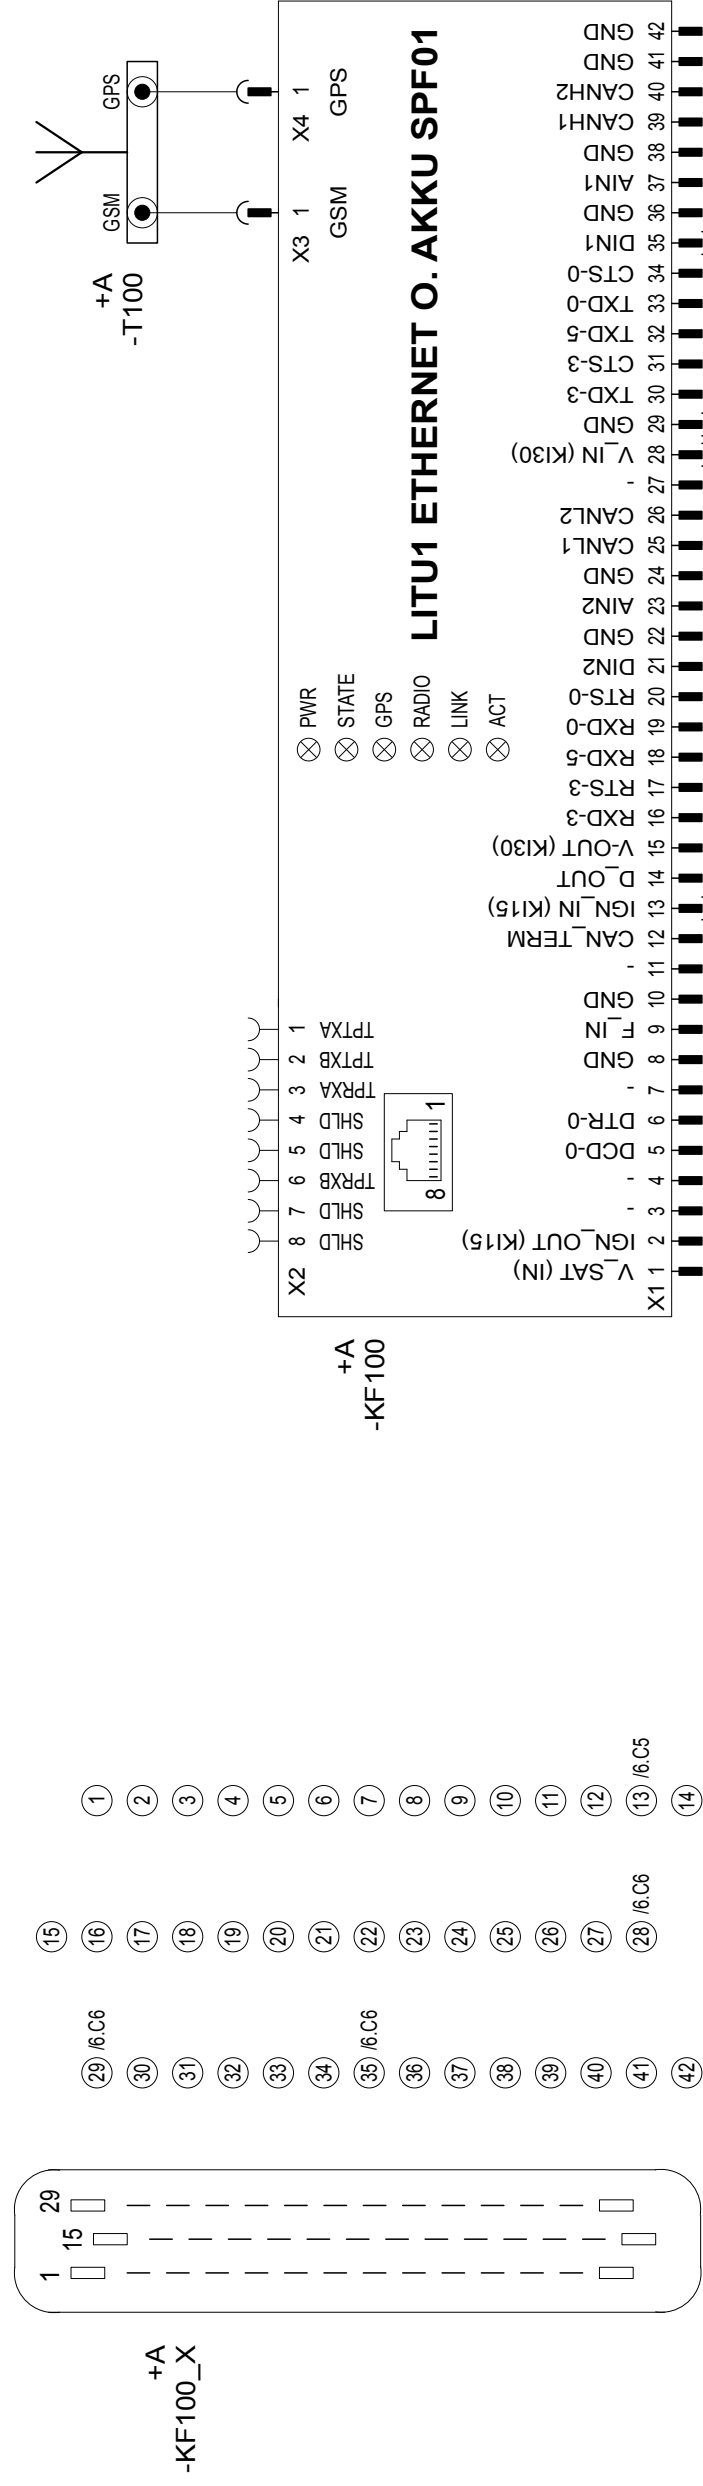 +A
-KF100_X
1
15
29
29 /6.C6
30
31
32
33
34
35 /6.C6
36
37
38
39
40
41
42
15
16
17
18
19
20
21
22
23
24
25
26
27
28 /6.C6
1
2
3
4
5
6
7
8
9
10
11
12
13 /6.C5
14
+A
-KF100
X2
8 SHLD
7 SHLD
6 TPRXB
5 SHLD
4 SHLD
3 TPRXA
2 TPTXB
1 TPTXA
8 1
PWR
STATE
GPS
RADIO
LINK
ACT
LITU1 ETHERNET O. AKKU SPF01
+A
-T100
GSM
GPS
X3 1
GSM
X4 1
GPS
X1
1 V_SAT (IN)
2 IGN_OUT (KI15)
3 -
4 -
5 DCD-0
6 DTR-0
7 -
8 GND
9 F_IN
10 GND
11 -
12 CAN_TERM
13 IGN_IN (KI15)
14 D_OUT
15 V-OUT (KI30)
16 RXD-3
17 RTS-3
18 RXD-5
19 RXD-0
20 RTS-0
21 DIN2
22 GND
23 AIN2
24 GND
25 CANL1
26 CANL2
27 -
28 V_IN (KI30)
29 GND
30 TXD-3
31 CTS-3
32 TXD-5
33 TXD-0
34 CTS-0
35 DIN1
36 GND
37 AIN1
38 GND
39 CANH1
40 CANH2
41 GND
42 GND